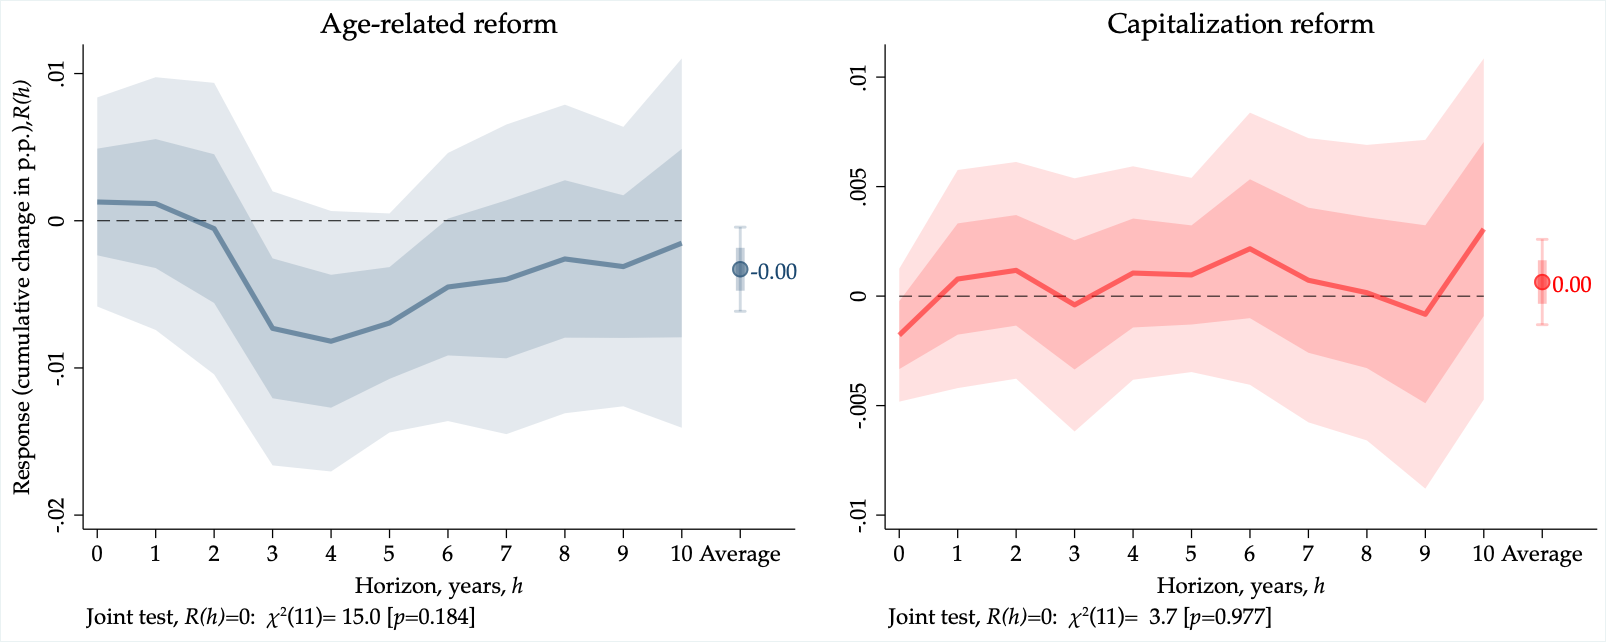 Age-related reform
Response (cumulative change in p.p.),R(h)
.01
0
-.01
-.02
0 1 2 3 4 5 6 7 8 9 10 Average
-0.00
Horizon, years, h
Joint test, R(h)=0: χ²(11)= 15.0 [p=0.184]
Capitalization reform
.01
.005
0
-.005
-.01
0 1 2 3 4 5 6 7 8 9 10 Average
0.00
Horizon, years, h
Joint test, R(h)=0: χ²(11)= 3.7 [p=0.977]